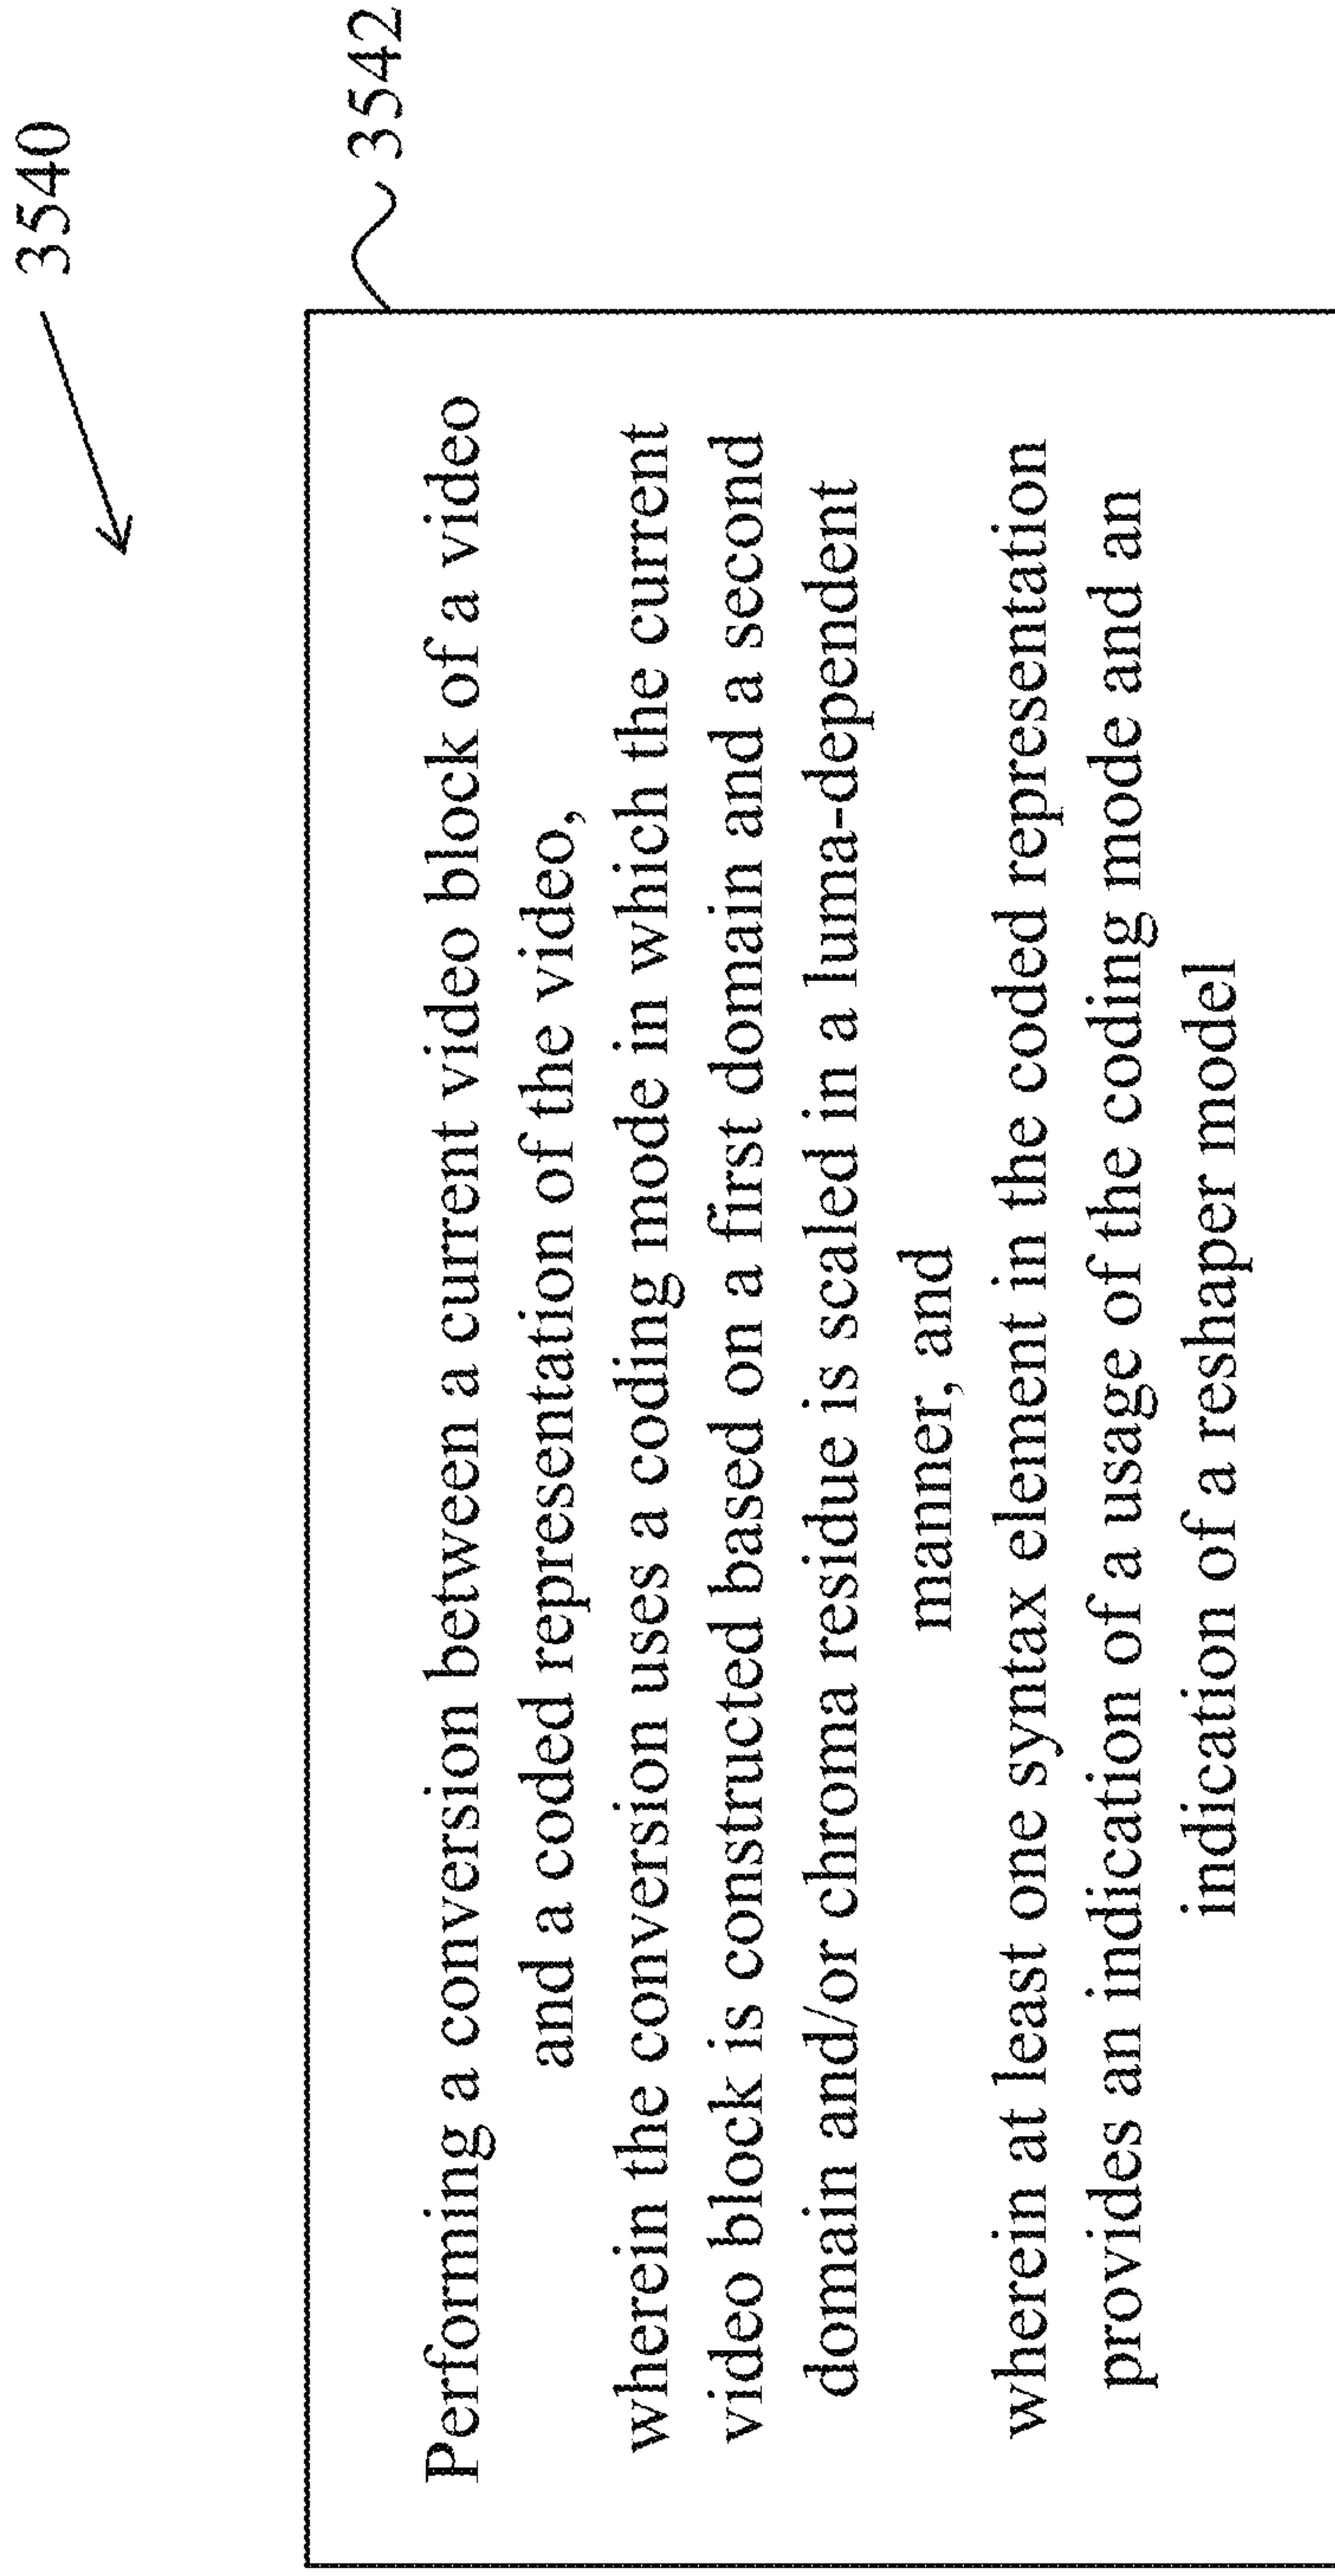 3540
3542
Performing a conversion between a current video block of a video
and a coded representation of the video,
wherein the conversion uses a coding mode in which the current
video block is constructed based on a first domain and a second
domain and/or chroma residue is scaled in a luma-dependent
manner, and
wherein at least one syntax element in the coded representation
provides an indication of a usage of the coding mode and an
indication of a reshaper model